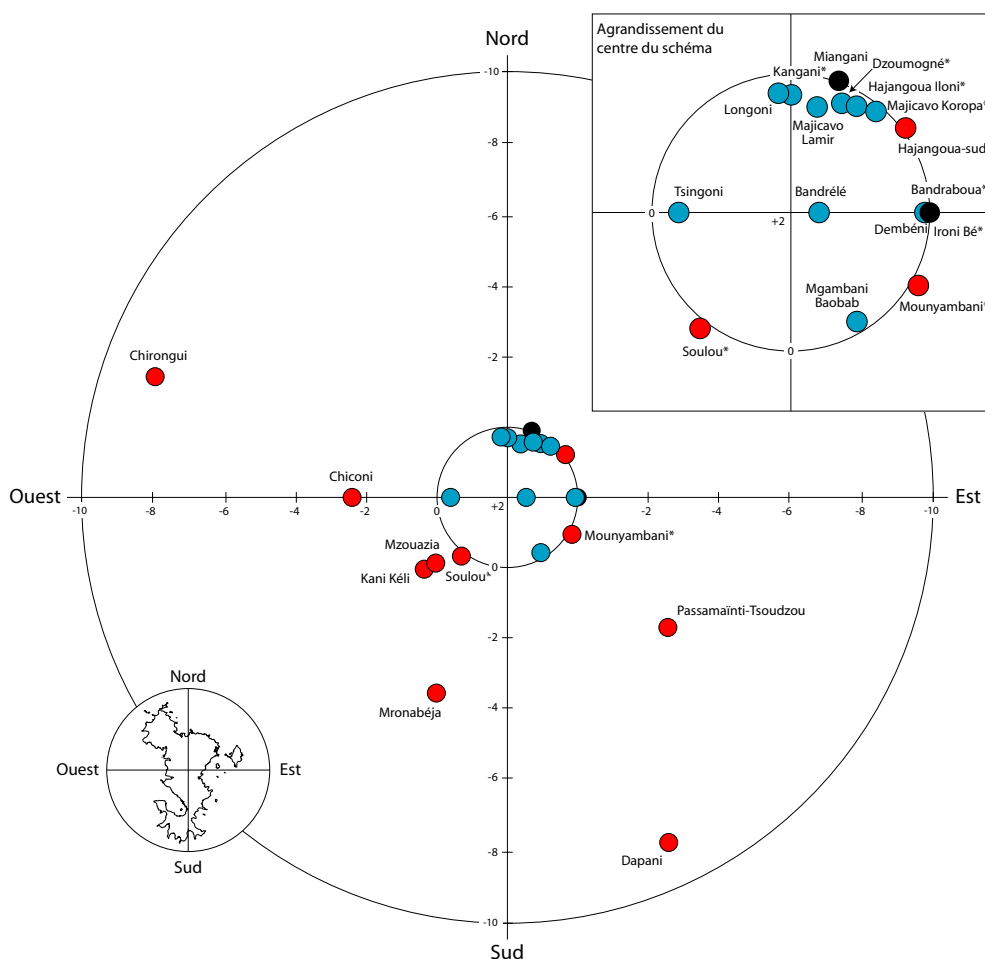 Nord
-10
-8
-6
-4
-2
Agrandissement du
centre du schéma
Miangani
Kangani*
Dzoumogné*
Hajangoua Iloni*
Majicavo Koropa*
Longoni
Majicavo
Lamir
Hajangoua-sud
Tsingoni
Bandrélé
Bandraboua*
0
+2
Dembéni
Ironi Bé*
Mgambani
Baobab
Mounyambani*
Soulou*
0
Chirongui
Chiconi
Ouest
-10
-8
-6
-4
-2
0
+2
-2
-4
-6
-8
-10
Est
Mounyambani*
Mzouazia
Kani Kéli
Soulou*
0
Passamaïnti-Tsoudzou
-2
Mronabéja
-4
-6
-8
Dapani
-10
Sud
Nord
Ouest
Est
Sud